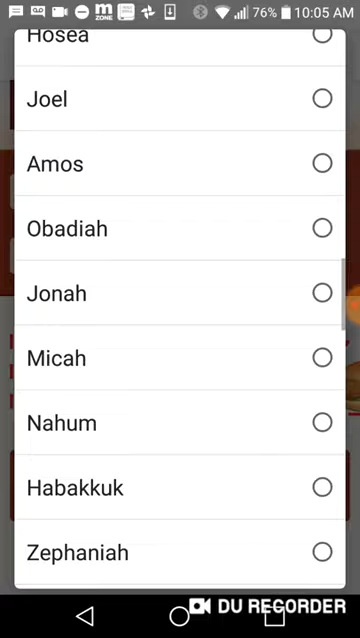 76% 10:05 AM
Hosea
Joel
Amos
Obadiah
Jonah
Micah
Nahum
Habakkuk
Zephaniah
DU RECORDER